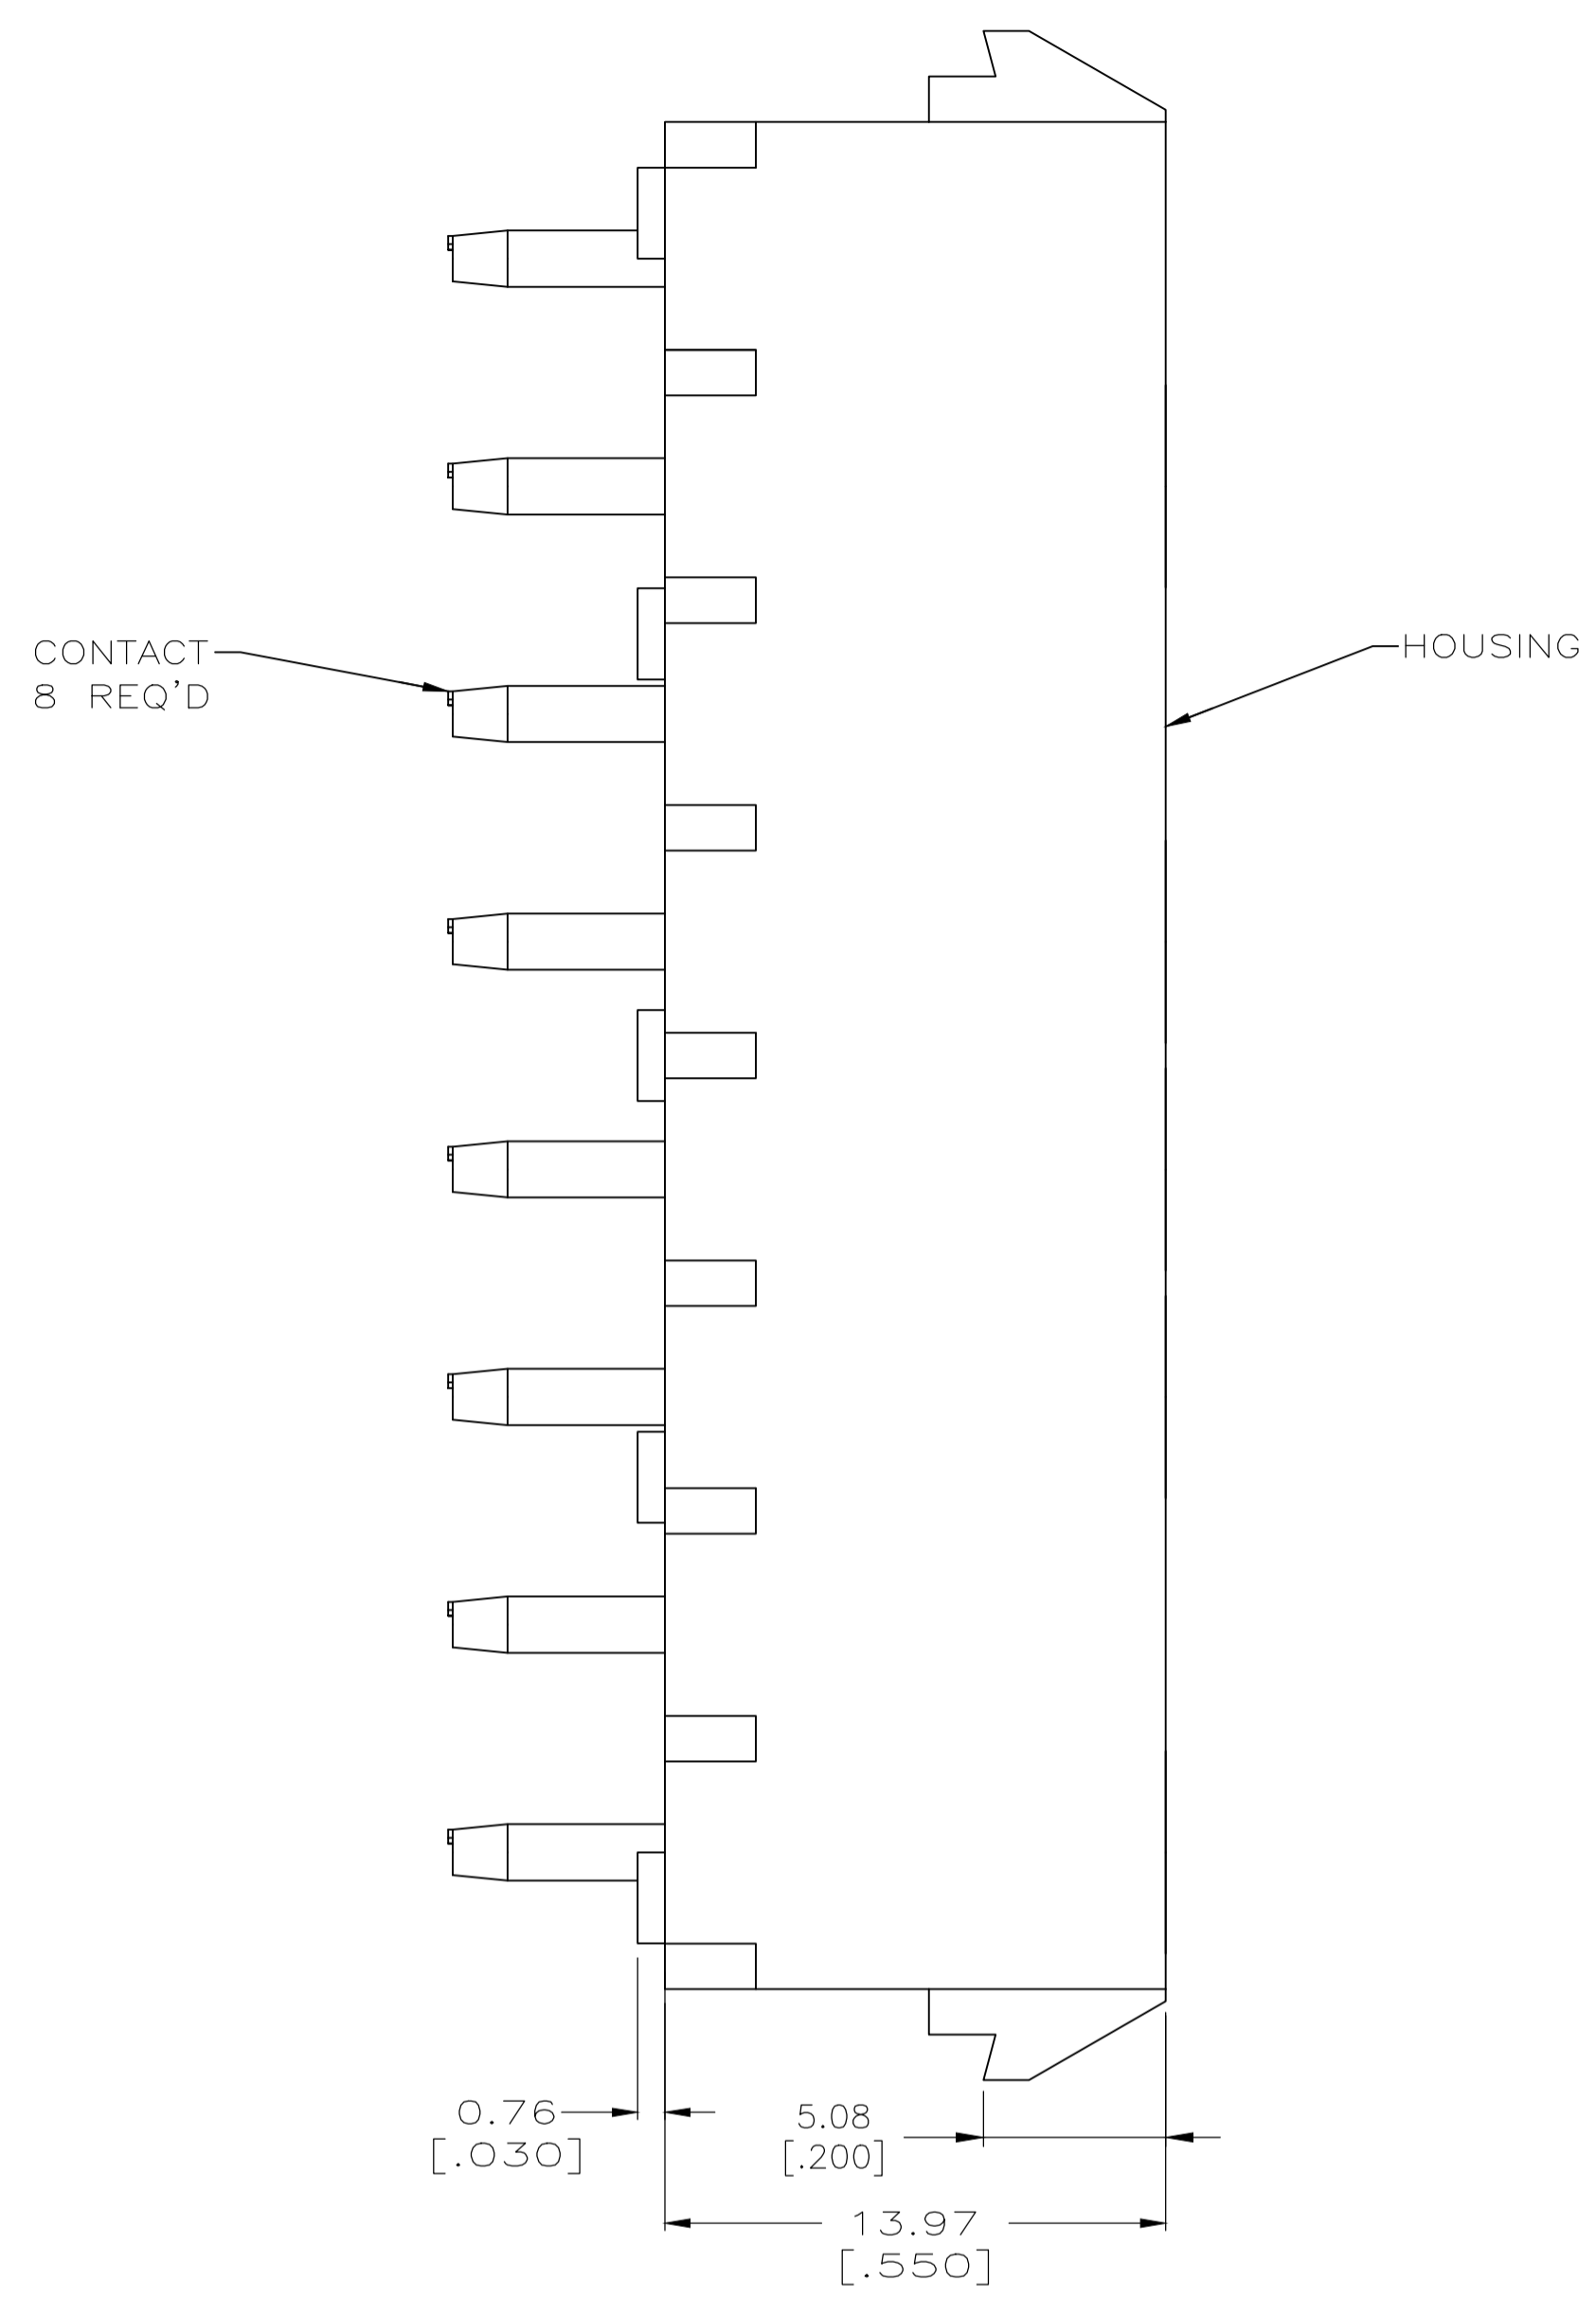 CONTACT
8 REQ'D
HOUSING
0.76
[.030]
5.08
[.200]
13.97
[.550]